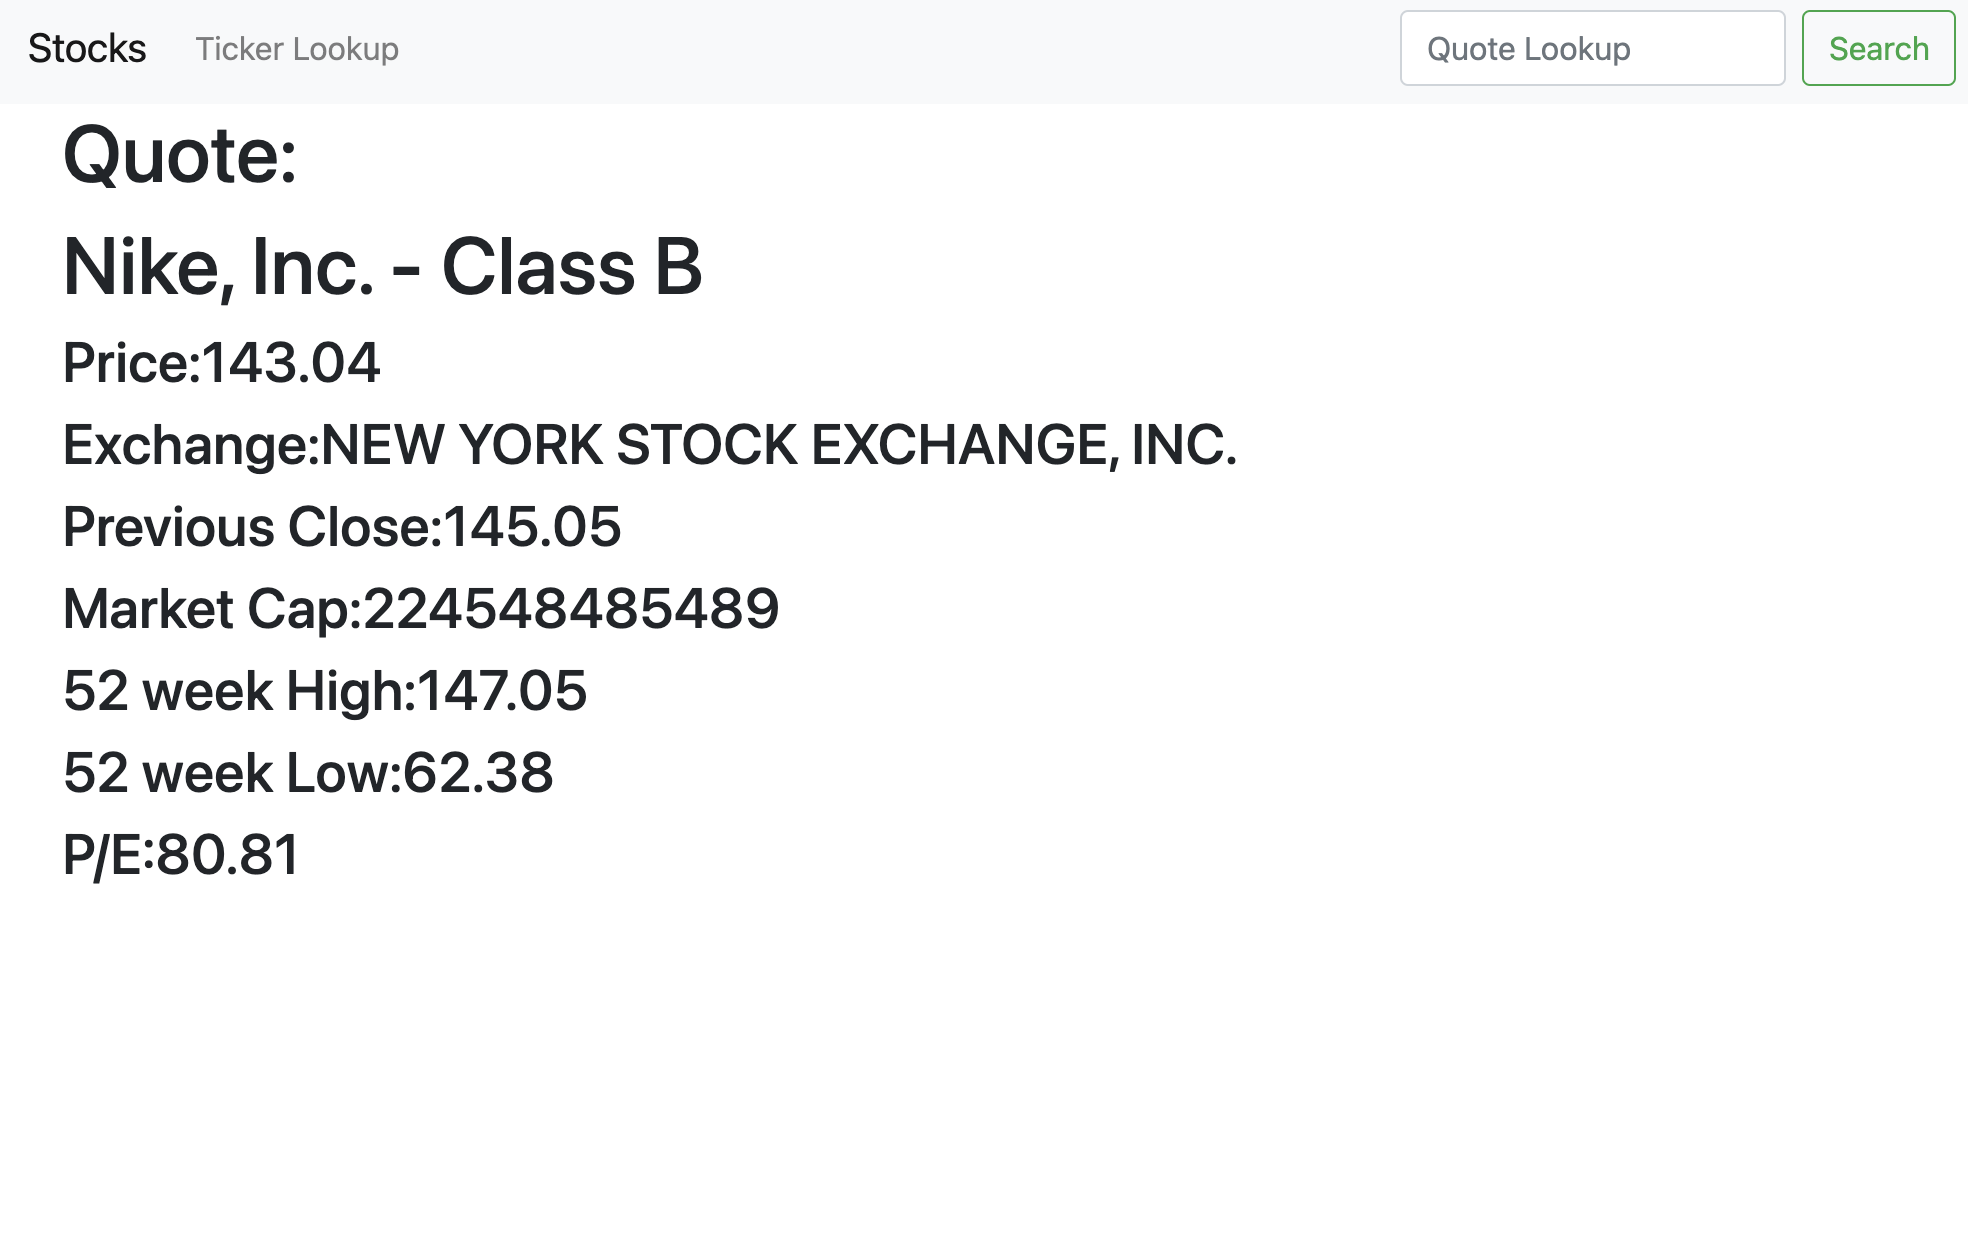 Stocks Ticker Lookup Quote Lookup Search
Quote:
Nike, Inc. - Class B
Price:143.04
Exchange:NEW YORK STOCK EXCHANGE, INC.
Previous Close:145.05
Market Cap:224548485489
52 week High:147.05
52 week Low:62.38
P/E:80.81